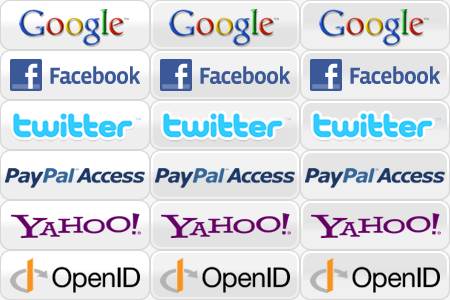 Google Google Google
Facebook Facebook Facebook
twitter twitter twitter
PayPal Access PayPal Access PayPal Access
YAHOO! YAHOO! YAHOO!
OpenID OpenID OpenID